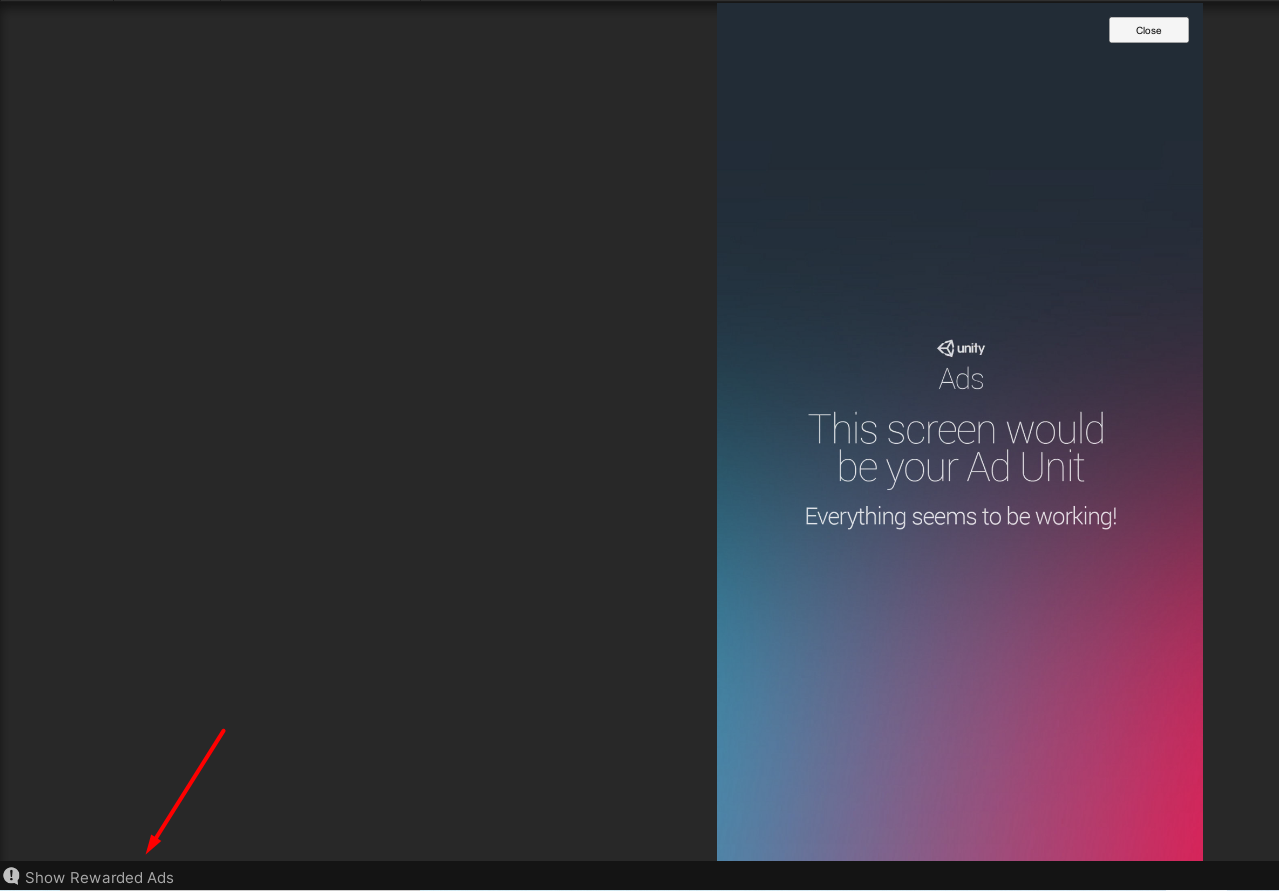 Close
unity
Ads
This screen would
be your Ad Unit
Everything seems to be working!
Show Rewarded Ads